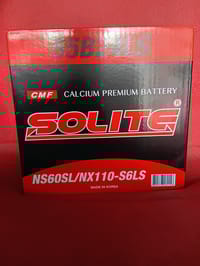 CMF CALCIUM PREMIUM BATTERY
SOLITE®
NS60SL/NX110-S6LS
MADE IN KOREA